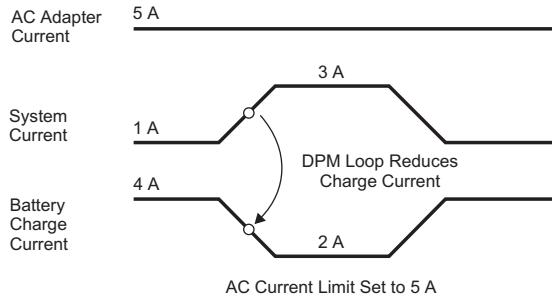 AC Adapter
Current
5 A
System
Current
1 A
3 A
DPM Loop Reduces
Charge Current
Battery
Charge
Current
4 A
2 A
AC Current Limit Set to 5 A